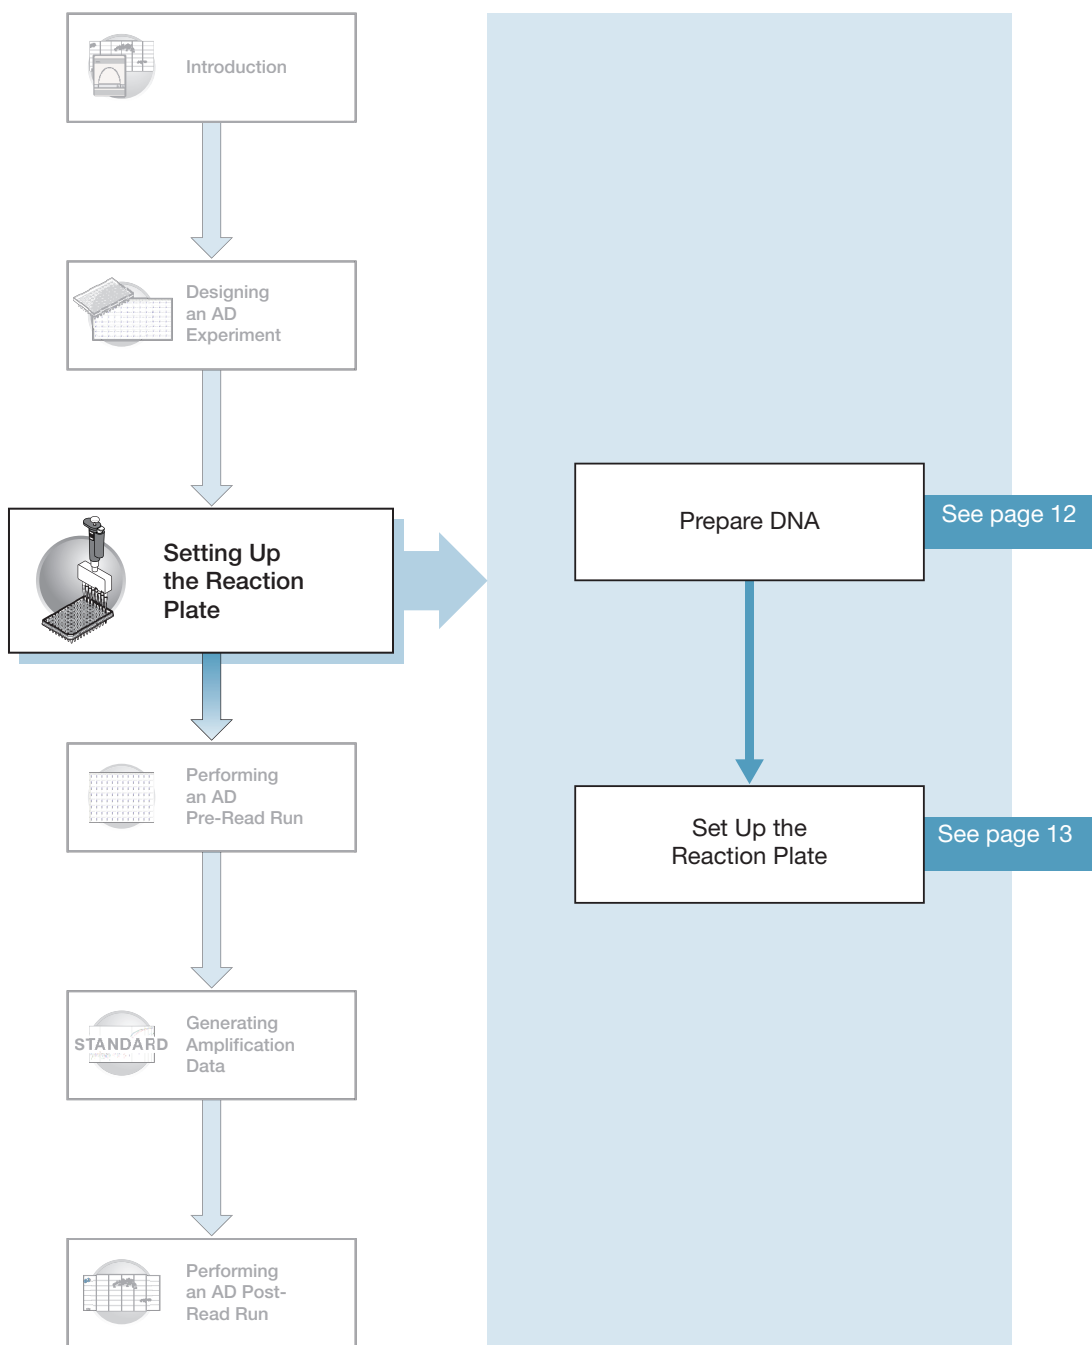 Introduction
Designing
an AD
Experiment
Setting Up
the Reaction
Plate
Performing
an AD
Pre-Read Run
STANDARD
Generating
Amplification
Data
Performing
an AD Post-
Read Run
Prepare DNA
See page 12
Set Up the
Reaction Plate
See page 13